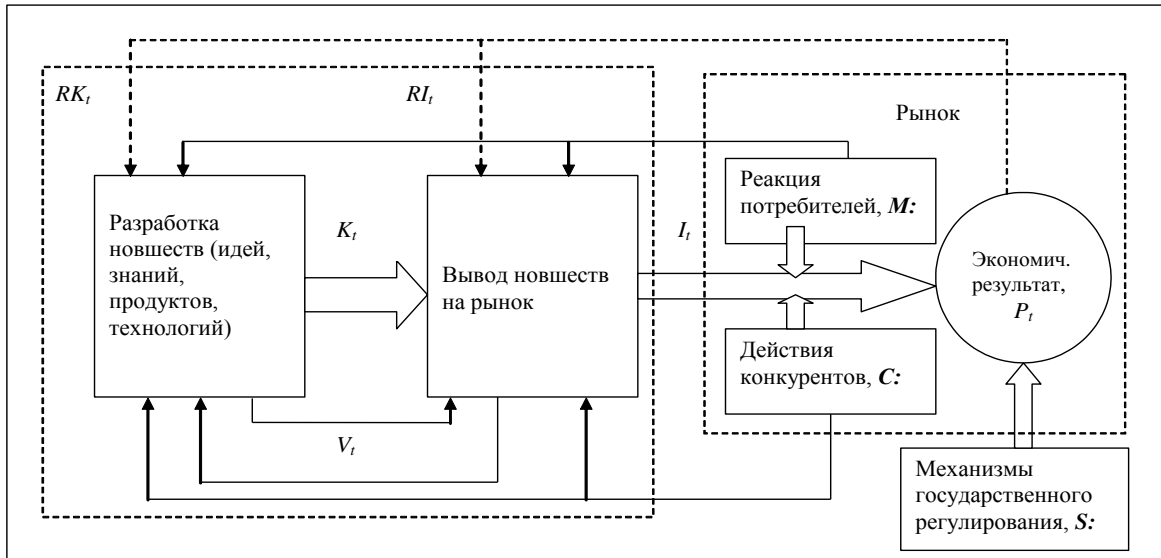 RKₜ
RIₜ
Рынок
Разработка
новшеств (идей,
знаний,
продуктов,
технологий)
Kₜ
Вывод новшеств
на рынок
Iₜ
Реакция
потребителей, M:
Действия
конкурентов, C:
Экономич.
результат,
Pₜ
Vₜ
Механизмы
государственного
регулирования, S: